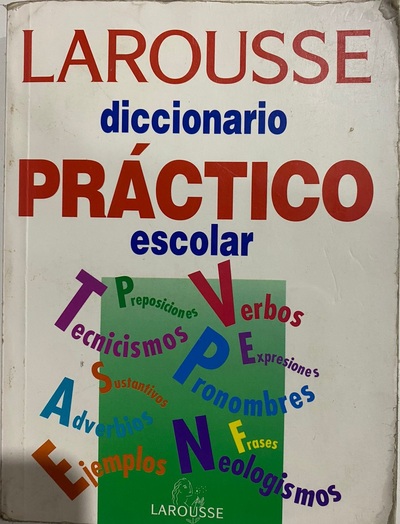 LAROUSSE
diccionario
PRÁCTICO
escolar
Preposiciones
Verbos
Tecnicismos
Expresiones
Sustantivos
Pronombres
Adverbios
Frases
Ejemplos
Neologismos
LAROUSSE